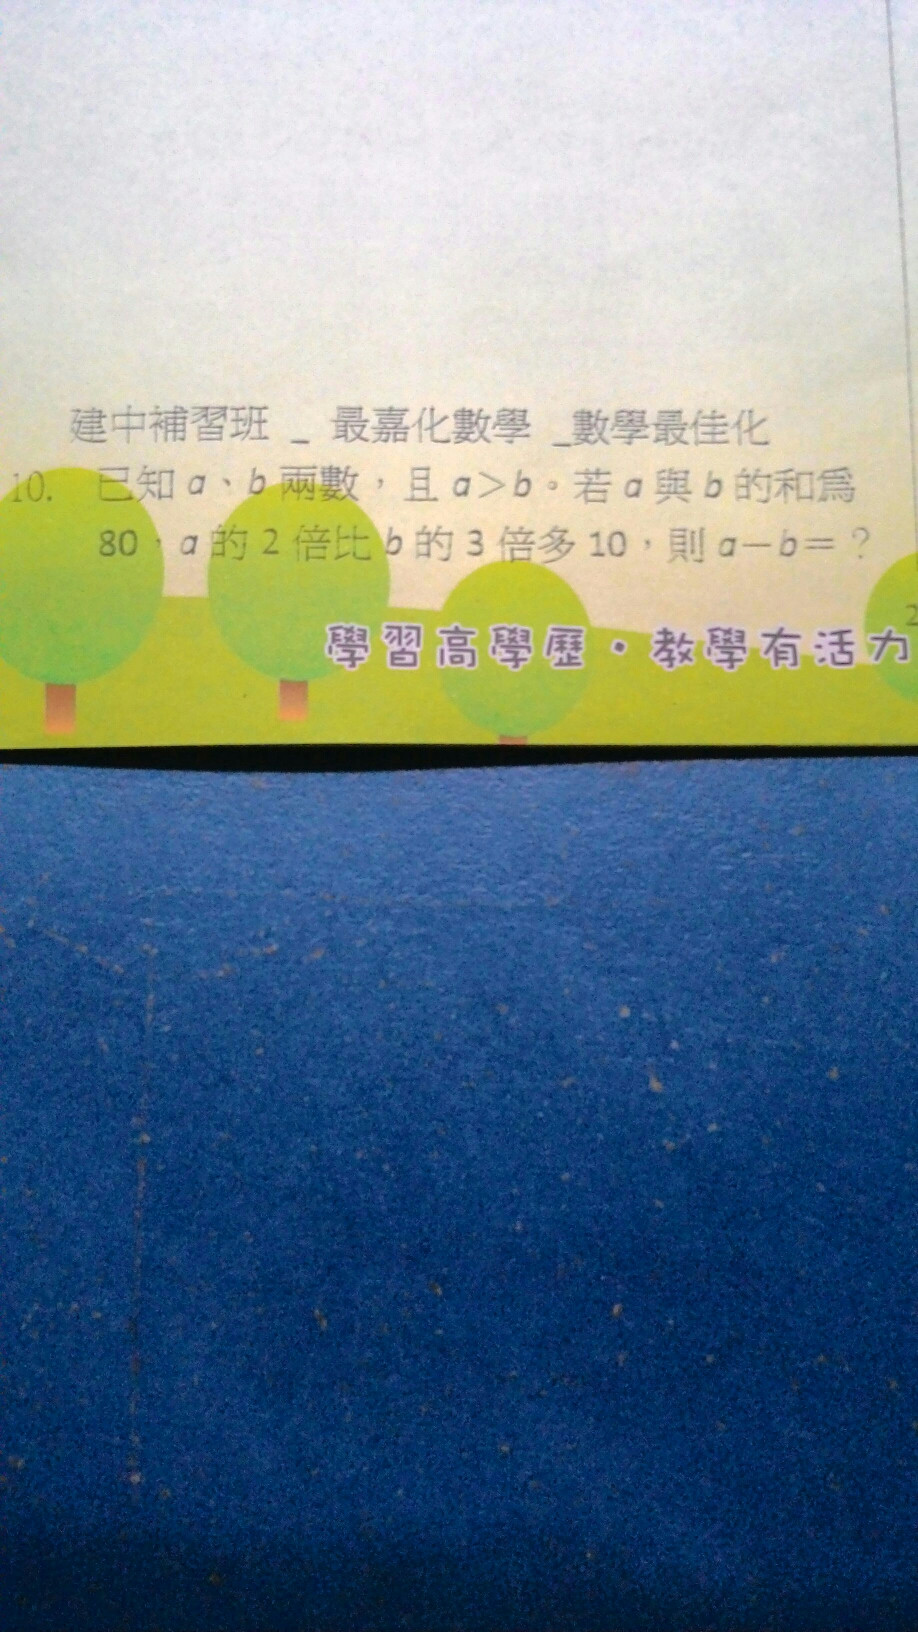 建中補習班 _ 最嘉化數學 _數學最佳化
10. 已知 a、b 兩數，且 a＞b。若 a 與 b 的和為
80，a 的 2 倍比 b 的 3 倍多 10，則 a－b＝？
2
學習高學歷・教學有活力